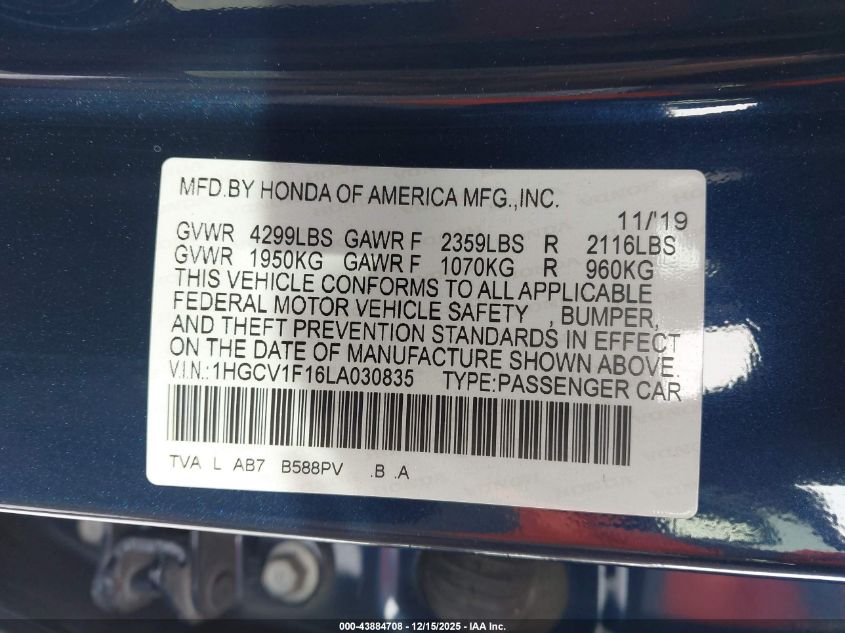 MFD.BY HONDA OF AMERICA MFG.,INC.
11/'19
GVWR 4299LBS GAWR F 2359LBS R 2116LBS
GVWR 1950KG GAWR F 1070KG R 960KG
THIS VEHICLE CONFORMS TO ALL APPLICABLE
FEDERAL MOTOR VEHICLE SAFETY , BUMPER,
AND THEFT PREVENTION STANDARDS IN EFFECT
ON THE DATE OF MANUFACTURE SHOWN ABOVE.
V.I.N.:1HGCV1F16LA030835 TYPE:PASSENGER CAR
TVA L AB7 B588PV .B .A
000-43884708 - 12/15/2025 - IAA Inc.